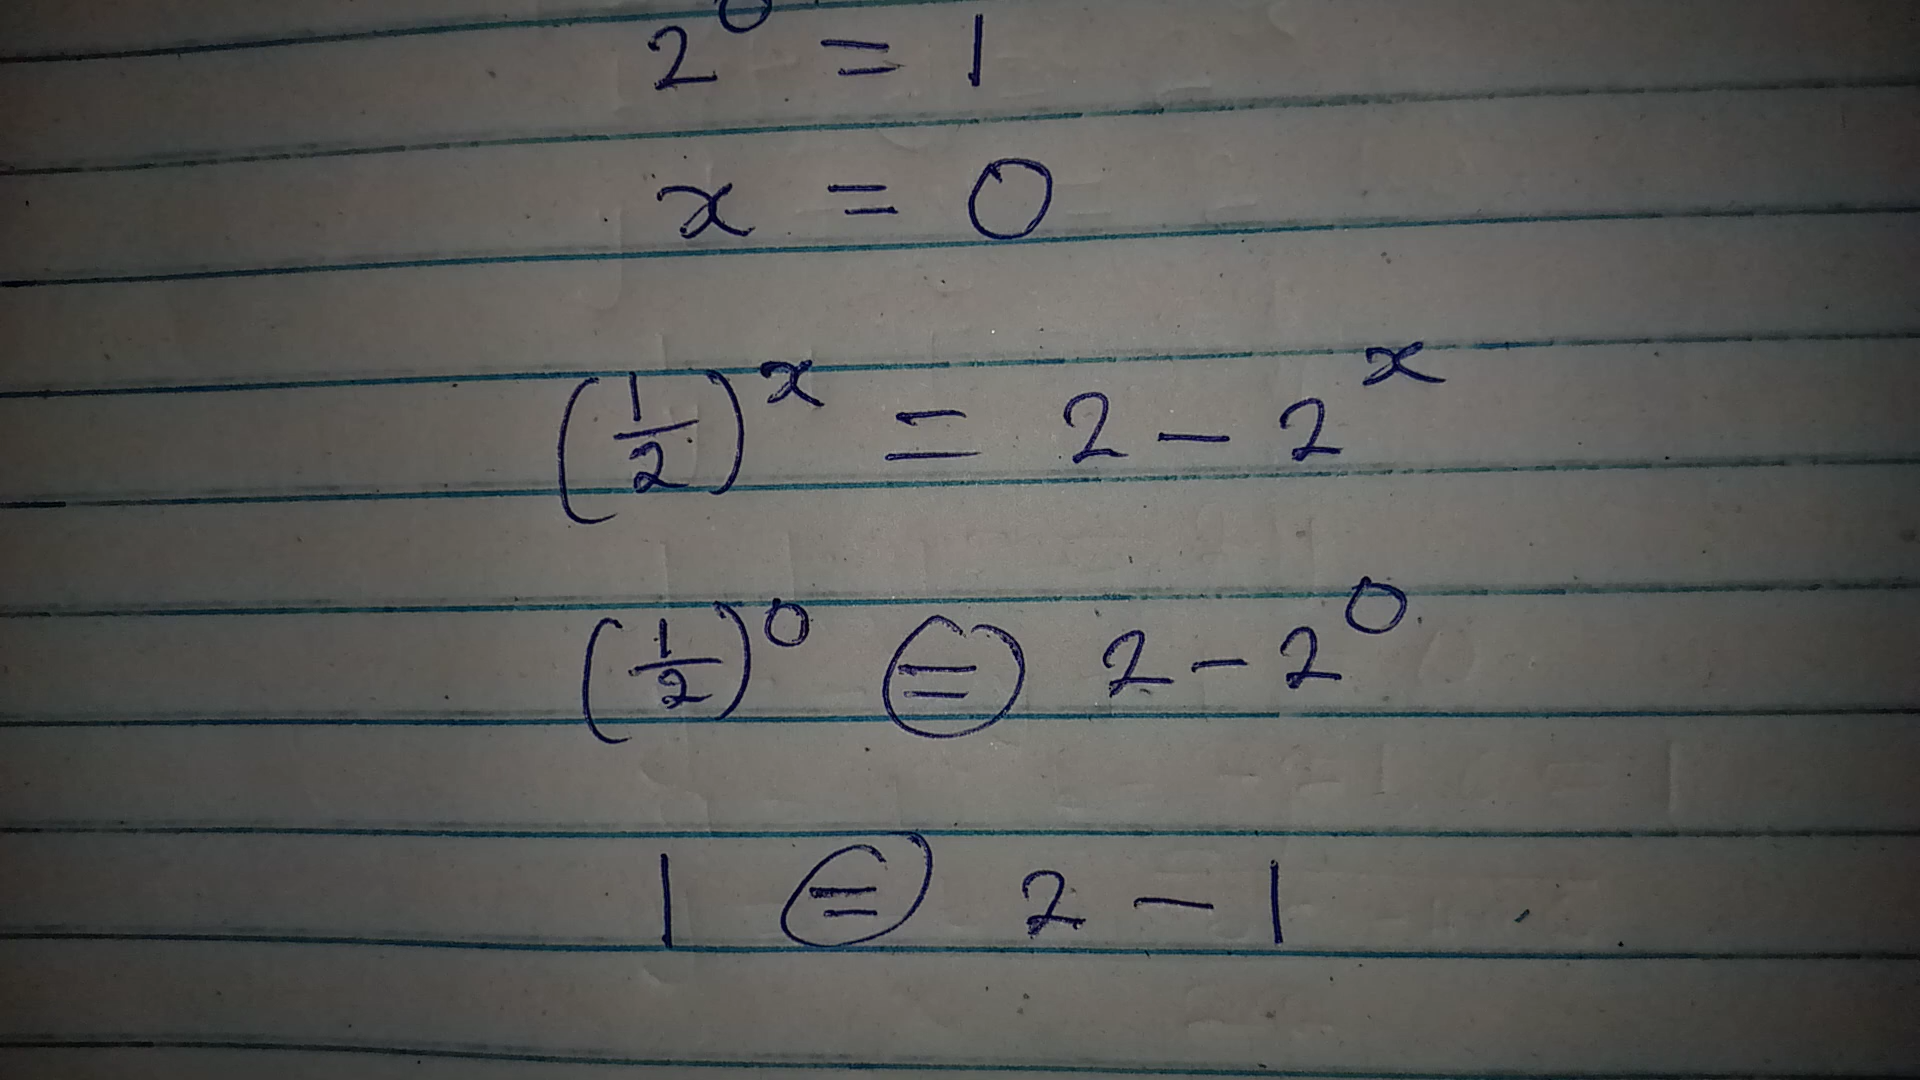 2⁰ = 1
x = 0
(1/2)ˣ = 2 - 2ˣ
(1/2)⁰ = 2 - 2⁰
1 = 2 - 1